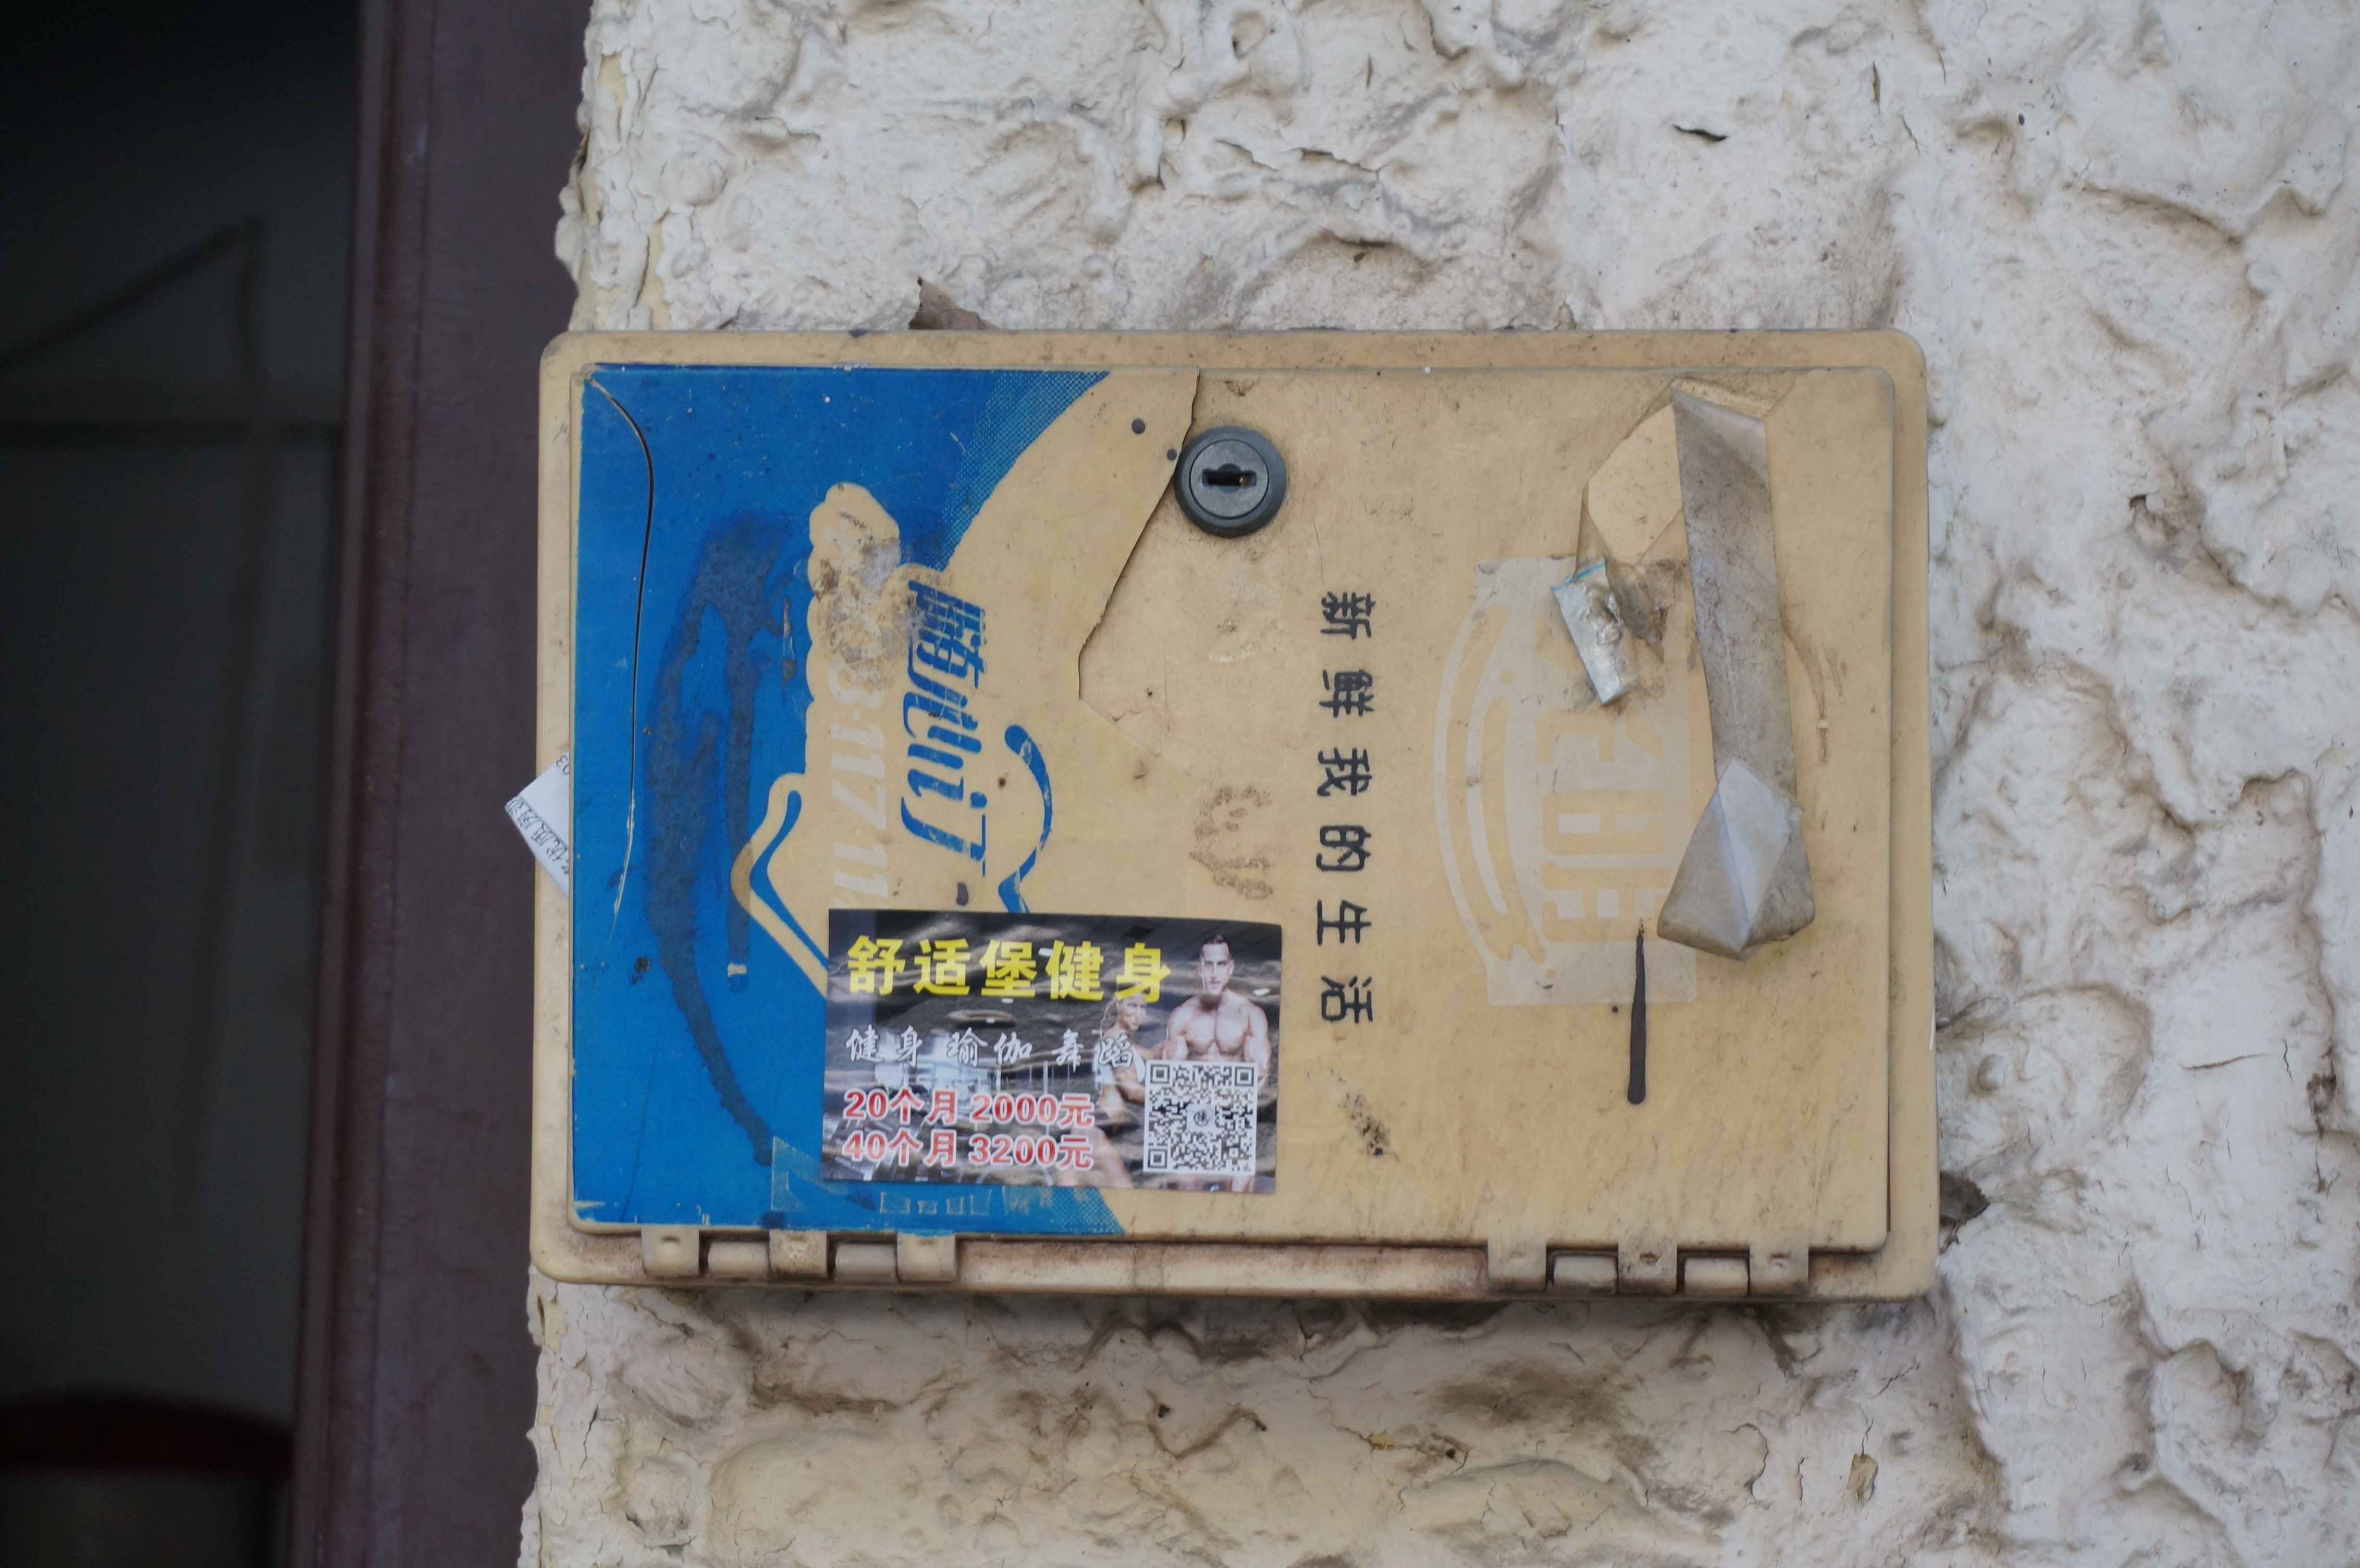 随心订
新鲜我的生活
舒适堡健身
健身 瑜伽 舞蹈
20个月 2000元
40个月 3200元